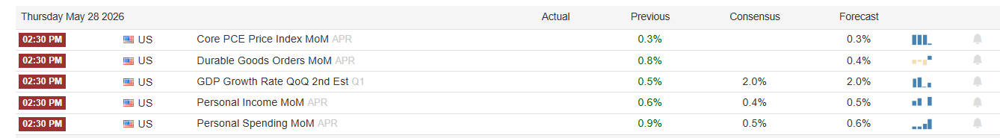 Thursday May 28 2026 Actual Previous Consensus Forecast
02:30 PM US Core PCE Price Index MoM APR 0.3% 0.3%
02:30 PM US Durable Goods Orders MoM APR 0.8% 0.4%
02:30 PM US GDP Growth Rate QoQ 2nd Est Q1 0.5% 2.0% 2.0%
02:30 PM US Personal Income MoM APR 0.6% 0.4% 0.5%
02:30 PM US Personal Spending MoM APR 0.9% 0.5% 0.6%